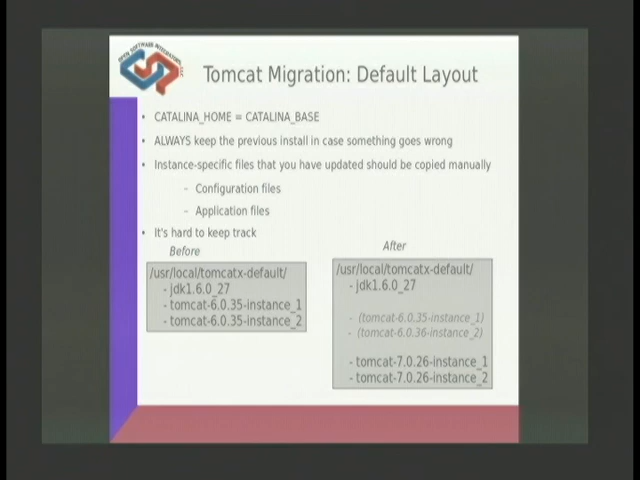 OPEN SOFTWARE INTEGRATORS, LLC
Tomcat Migration: Default Layout
• CATALINA_HOME = CATALINA_BASE
• ALWAYS keep the previous install in case something goes wrong
• Instance-specific files that you have updated should be copied manually
– Configuration files
– Application files
• It's hard to keep track
Before
/usr/local/tomcatx-default/
- jdk1.6.0_27
- tomcat-6.0.35-instance_1
- tomcat-6.0.35-instance_2
After
/usr/local/tomcatx-default/
- jdk1.6.0_27
- (tomcat-6.0.35-instance_1)
- (tomcat-6.0.36-instance_2)
- tomcat-7.0.26-instance_1
- tomcat-7.0.26-instance_2